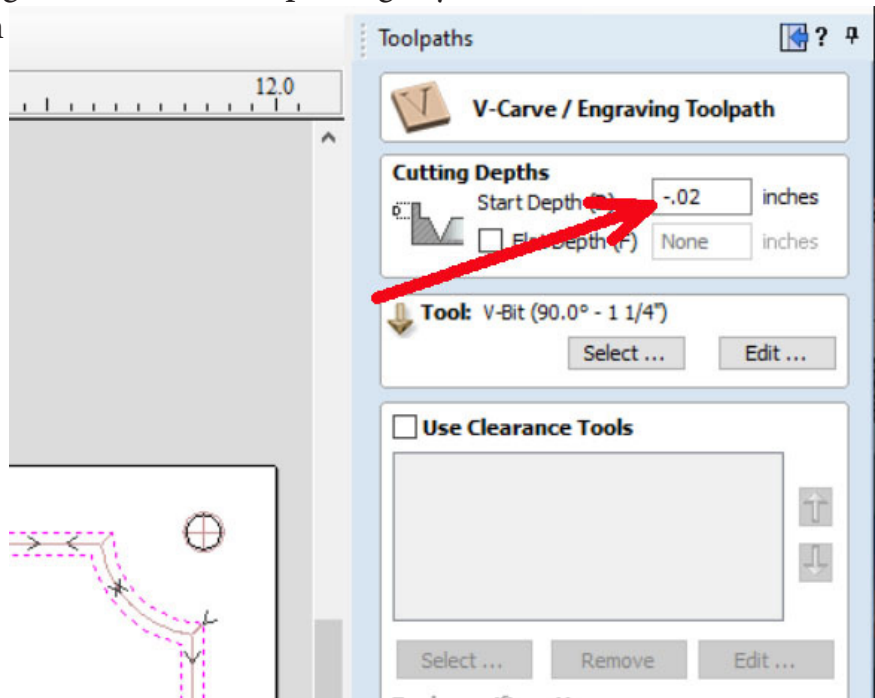 Toolpaths ?
12.0
V-Carve / Engraving Toolpath
Cutting Depths
Start Depth -.02 inches
Depth (F) None inches
Tool: V-Bit (90.0° - 1 1/4")
Select ... Edit ...
Use Clearance Tools
Select ... Remove Edit ...